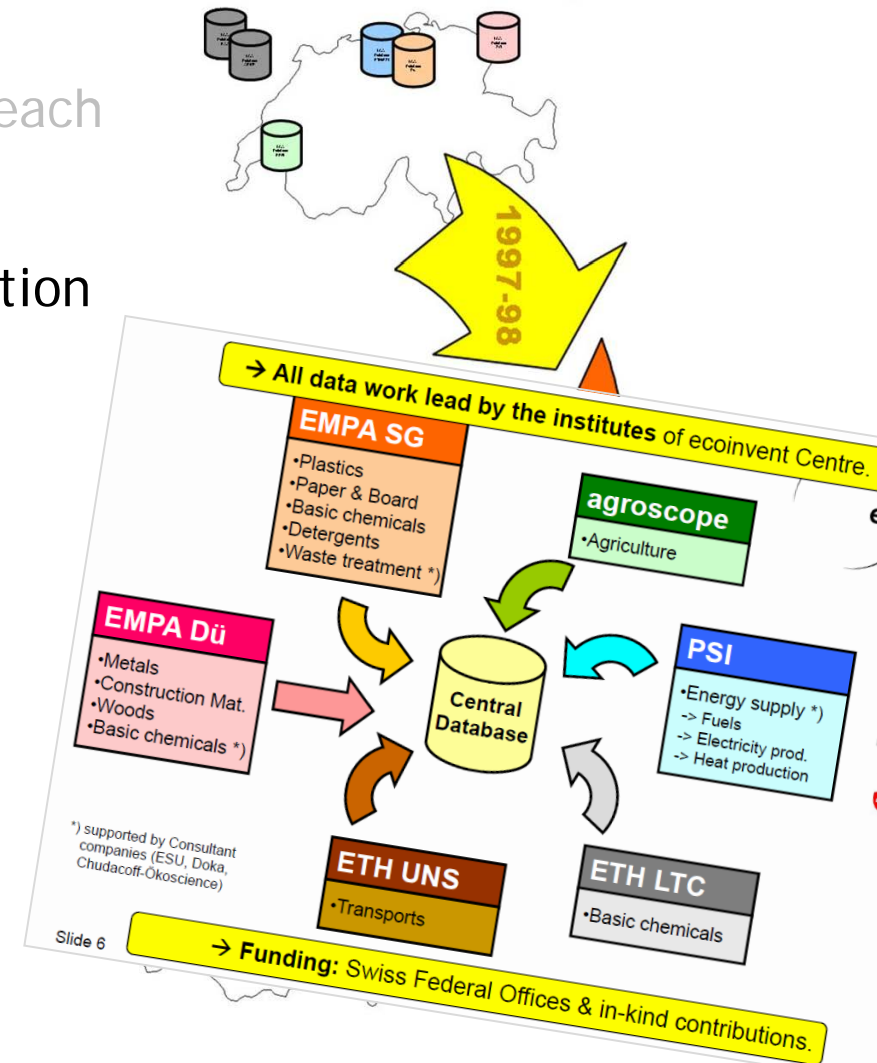 each
tion
1997-98
→ All data work lead by the institutes of ecoinvent Centre.
EMPA SG
•Plastics
•Paper & Board
•Basic chemicals
•Detergents
•Waste treatment *)
agroscope
•Agriculture
e
EMPA Dü
•Metals
•Construction Mat.
•Woods
•Basic chemicals *)
PSI
•Energy supply *)
-> Fuels
-> Electricity prod.
-> Heat production
Central
Database
*) supported by Consultant
companies (ESU, Doka,
Chudacoff-Ökoscience)
ETH UNS
•Transports
ETH LTC
•Basic chemicals
Slide 6
→ Funding: Swiss Federal Offices & in-kind contributions.